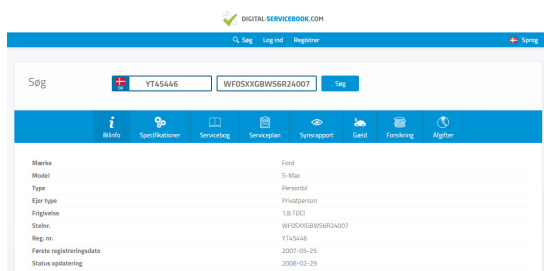 DIGITAL-SERVICEBOOK.COM
Søg Log ind Registrer Sprog
Søg DK YT45446 WF0SXXGBWS6R24007 Søg
Bilinfo Specifikationer Servicebog Serviceplan Synsrapport Gæld Forsikring Afgifter
Mærke Ford
Model S-Max
Type Personbil
Ejer type Privatperson
Frigivelse 1,8 TDCI
Stelnr. WF0SXXGBWS6R24007
Reg. nr. YT45446
Første registreringsdato 2007-05-25
Status opdatering 2008-02-29